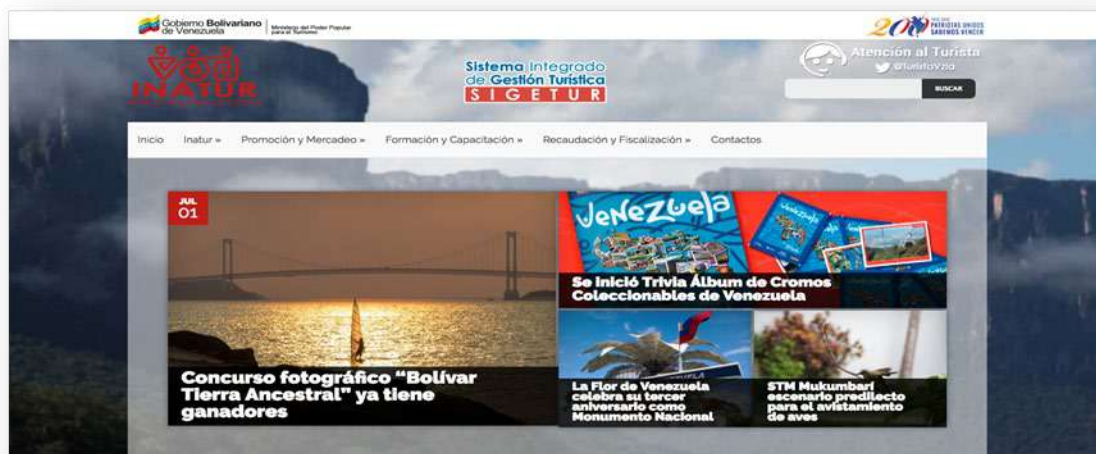 Gobierno Bolivariano
de Venezuela
Ministerio del Poder Popular
para el Turismo
200
PATRIOTAS UNIDOS
SABEMOS VENCER
INATUR
Sistema Integrado
de Gestión Turística
SIGETUR
Atención al Turista
@TuristaVzla
BUSCAR
Inicio Inatur » Promoción y Mercadeo » Formación y Capacitación » Recaudación y Fiscalización » Contactos
JUL
01
Concurso fotográfico “Bolívar
Tierra Ancestral” ya tiene
ganadores
Venezuela
Se inició Trivia Álbum de Cromos
Coleccionables de Venezuela
La Flor de Venezuela
celebra su tercer
aniversario como
Monumento Nacional
STM Mukumbarí
escenario predilecto
para el avistamiento
de aves